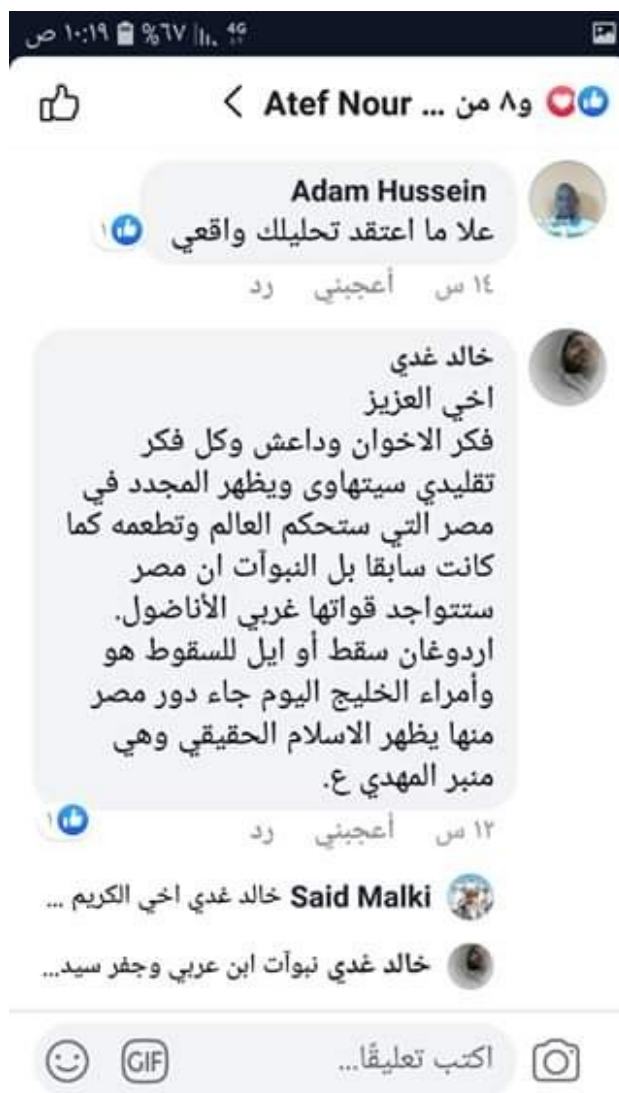 ١٠:١٩ ص %٦٧ 4G
و٨ من ... Atef Nour
Adam Hussein
علا ما اعتقد تحليلك واقعي
١
١٤ س أعجبني رد
خالد غدي
اخي العزيز
فكر الاخوان وداعش وكل فكر
تقليدي سيتهاوى ويظهر المجدد في
مصر التي ستحكم العالم وتطعمه كما
كانت سابقا بل النبوآت ان مصر
ستتواجد قواتها غربي الأناضول.
اردوغان سقط أو ايل للسقوط هو
وأمراء الخليج اليوم جاء دور مصر
منها يظهر الاسلام الحقيقي وهي
منبر المهدي ع.
١
١٢ س أعجبني رد
Said Malki خالد غدي اخي الكريم ...
خالد غدي نبوآت ابن عربي وجفر سيد...
اكتب تعليقًا...
GIF